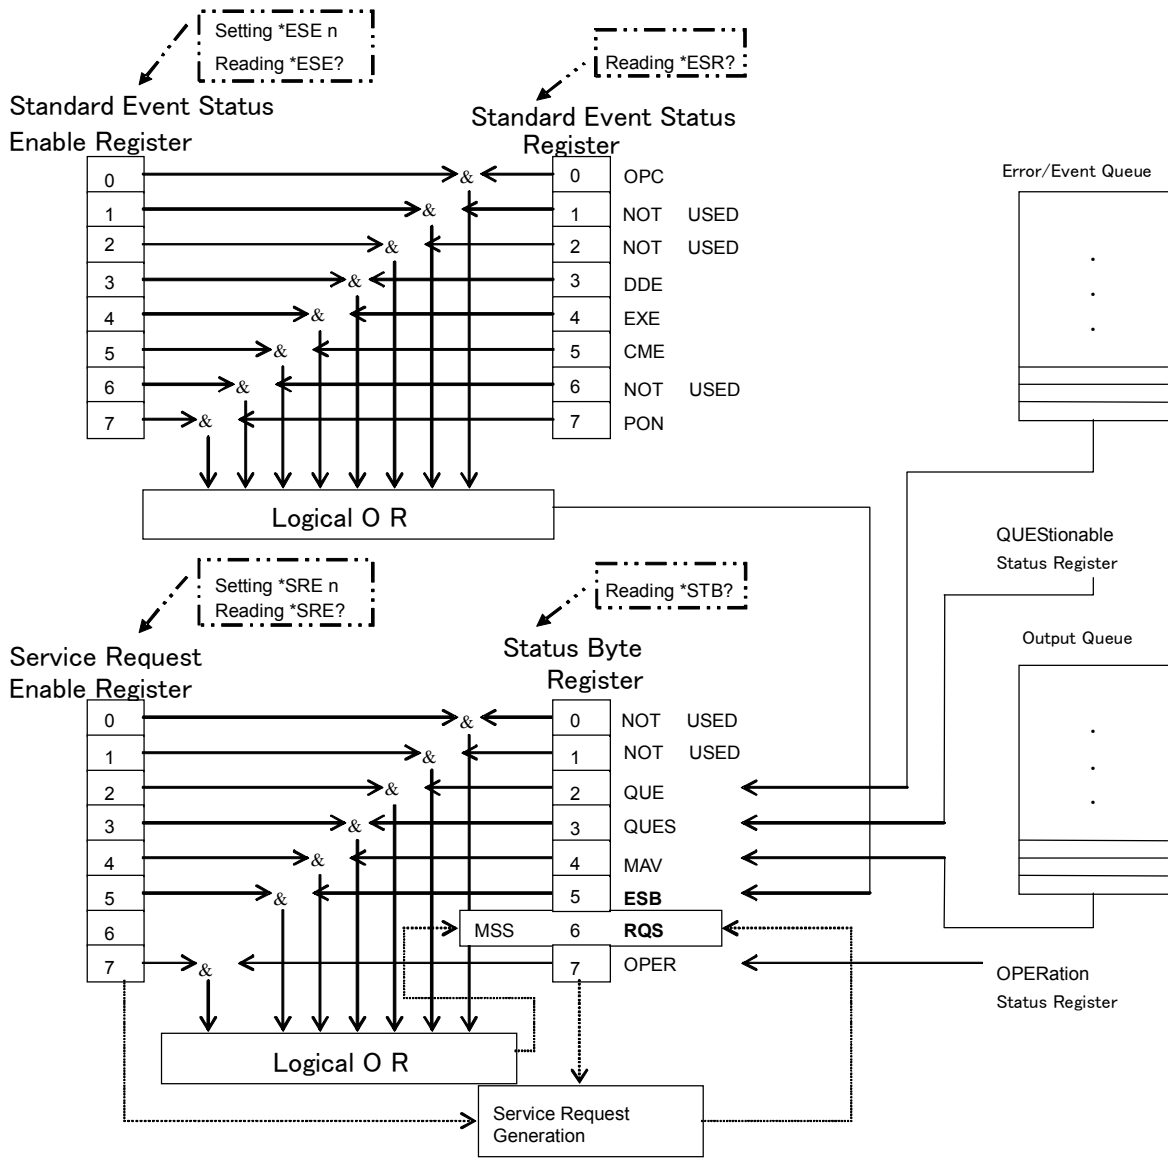 Setting *ESE n
Reading *ESE?
Reading *ESR?
Standard Event Status
Enable Register
Standard Event Status
Register
0 & 0 OPC
1 & 1 NOT USED
2 & 2 NOT USED
3 & 3 DDE
4 & 4 EXE
5 & 5 CME
6 & 6 NOT USED
7 & 7 PON
Logical O R
Error/Event Queue
QUEStionable
Status Register
Output Queue
Setting *SRE n
Reading *SRE?
Reading *STB?
Service Request
Enable Register
Status Byte
Register
0 & 0 NOT USED
1 & 1 NOT USED
2 & 2 QUE
3 & 3 QUES
4 & 4 MAV
5 & 5 ESB
6 MSS 6 RQS
7 & 7 OPER
OPERation
Status Register
Logical O R
Service Request
Generation